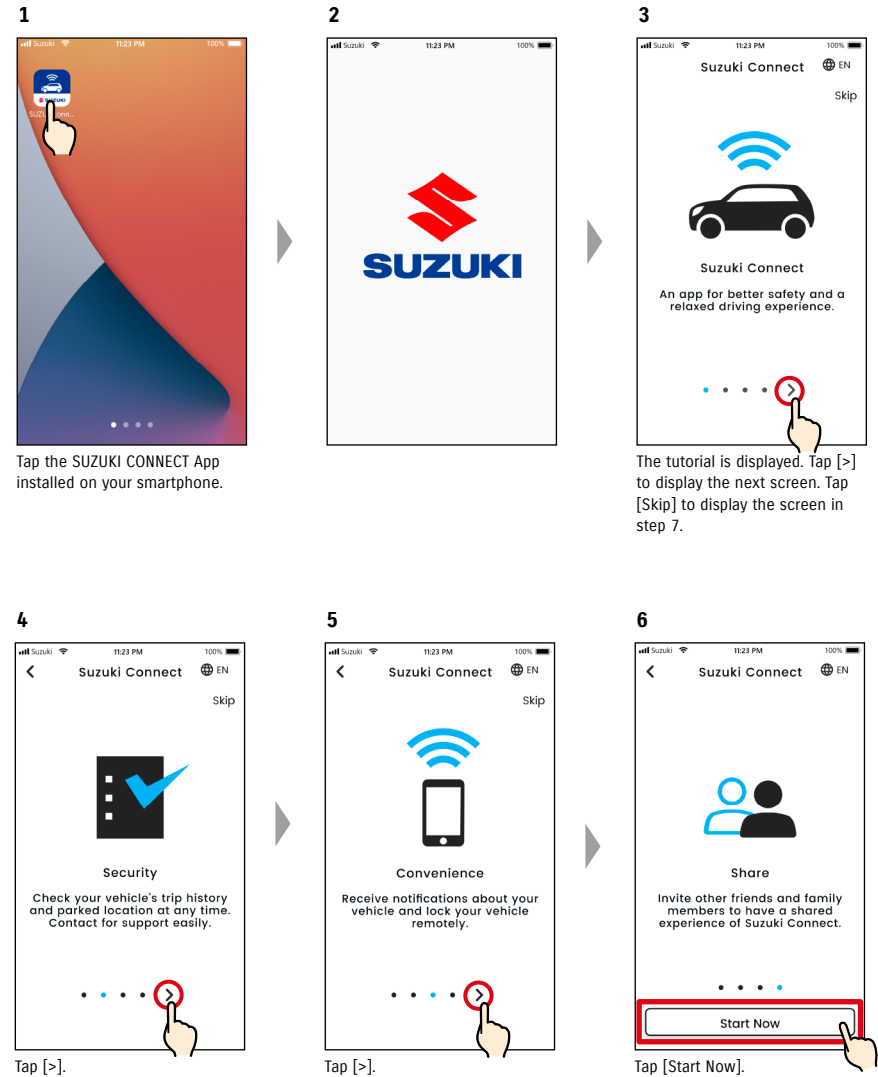 1
2
3
Suzuki 11:23 PM 100%
SUZUKI
Suzuki 11:23 PM 100%
SUZUKI
Suzuki 11:23 PM 100%
Suzuki Connect EN
Skip
Suzuki Connect
An app for better safety and a
relaxed driving experience.
>
Tap the SUZUKI CONNECT App
installed on your smartphone.
The tutorial is displayed. Tap [>]
to display the next screen. Tap
[Skip] to display the screen in
step 7.
4
5
6
Suzuki 11:23 PM 100%
< Suzuki Connect EN
Skip
Security
Check your vehicle's trip history
and parked location at any time.
Contact for support easily.
>
Tap [>].
Suzuki 11:23 PM 100%
< Suzuki Connect EN
Skip
Convenience
Receive notifications about your
vehicle and lock your vehicle
remotely.
>
Tap [>].
Suzuki 11:23 PM 100%
< Suzuki Connect EN
Share
Invite other friends and family
members to have a shared
experience of Suzuki Connect.
Start Now
Tap [Start Now].